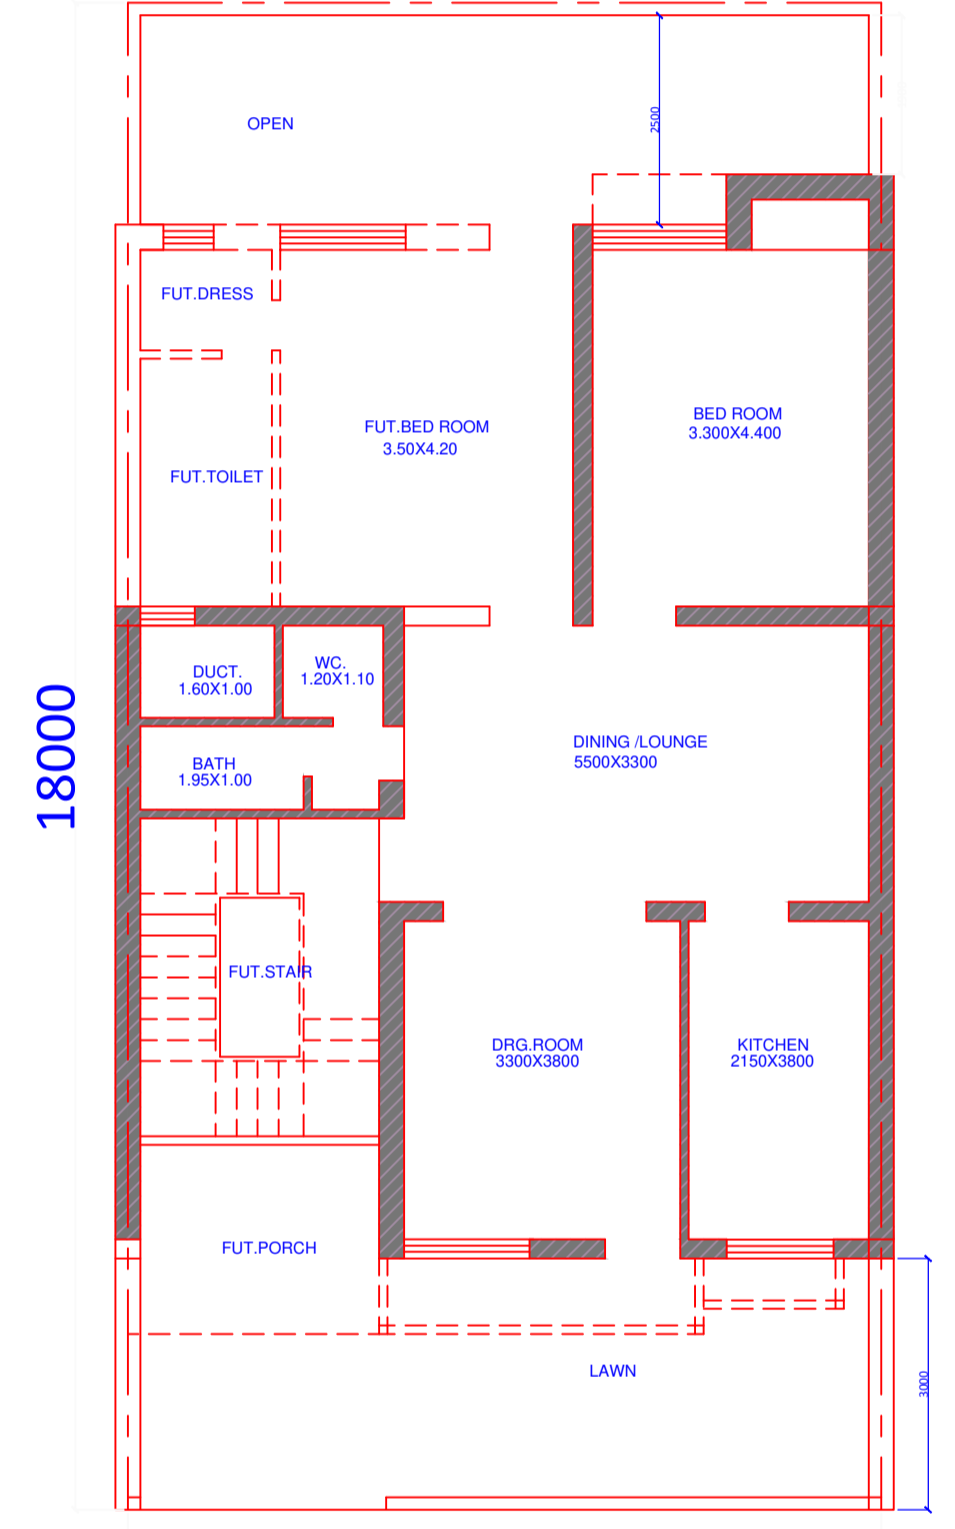 OPEN
2500
FUT.DRESS
FUT.BED ROOM
3.50X4.20
BED ROOM
3.300X4.400
FUT.TOILET
DUCT.
1.60X1.00
WC.
1.20X1.10
18000
BATH
1.95X1.00
DINING /LOUNGE
5500X3300
FUT.STAIR
DRG.ROOM
3300X3800
KITCHEN
2150X3800
FUT.PORCH
LAWN
3000